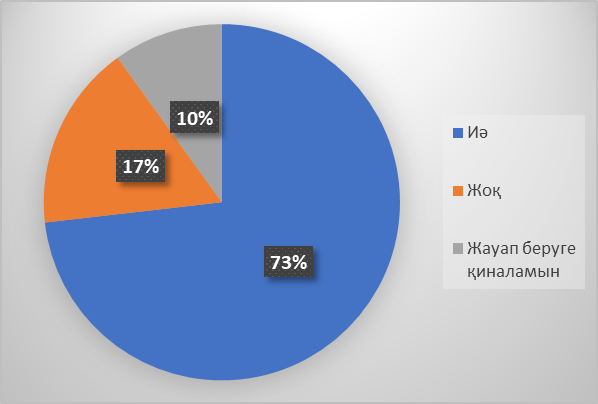 10%
17%
73%
Иә
Жоқ
Жауап беруге
қиналамын